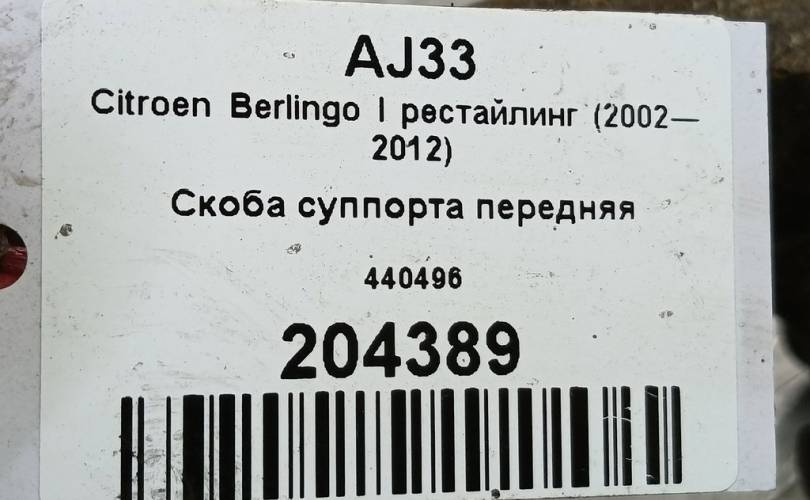 AJ33
Citroen Berlingo I рестайлинг (2002—
2012)
Скоба суппорта передняя
440496
204389